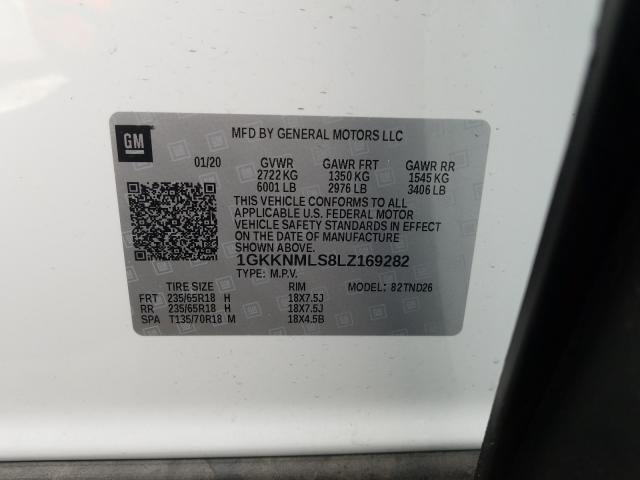 GM
MFD BY GENERAL MOTORS LLC
01/20 GVWR GAWR FRT GAWR RR
2722 KG 1350 KG 1545 KG
6001 LB 2976 LB 3406 LB
THIS VEHICLE CONFORMS TO ALL
APPLICABLE U.S. FEDERAL MOTOR
VEHICLE SAFETY STANDARDS IN EFFECT
ON THE DATE OF MANUFACTURE
SHOWN ABOVE.
1GKKNMLS8LZ169282
TYPE: M.P.V. MODEL: 82TND26
TIRE SIZE RIM
FRT 235/65R18 H 18X7.5J
RR 235/65R18 H 18X7.5J
SPA T135/70R18 M 18X4.5B